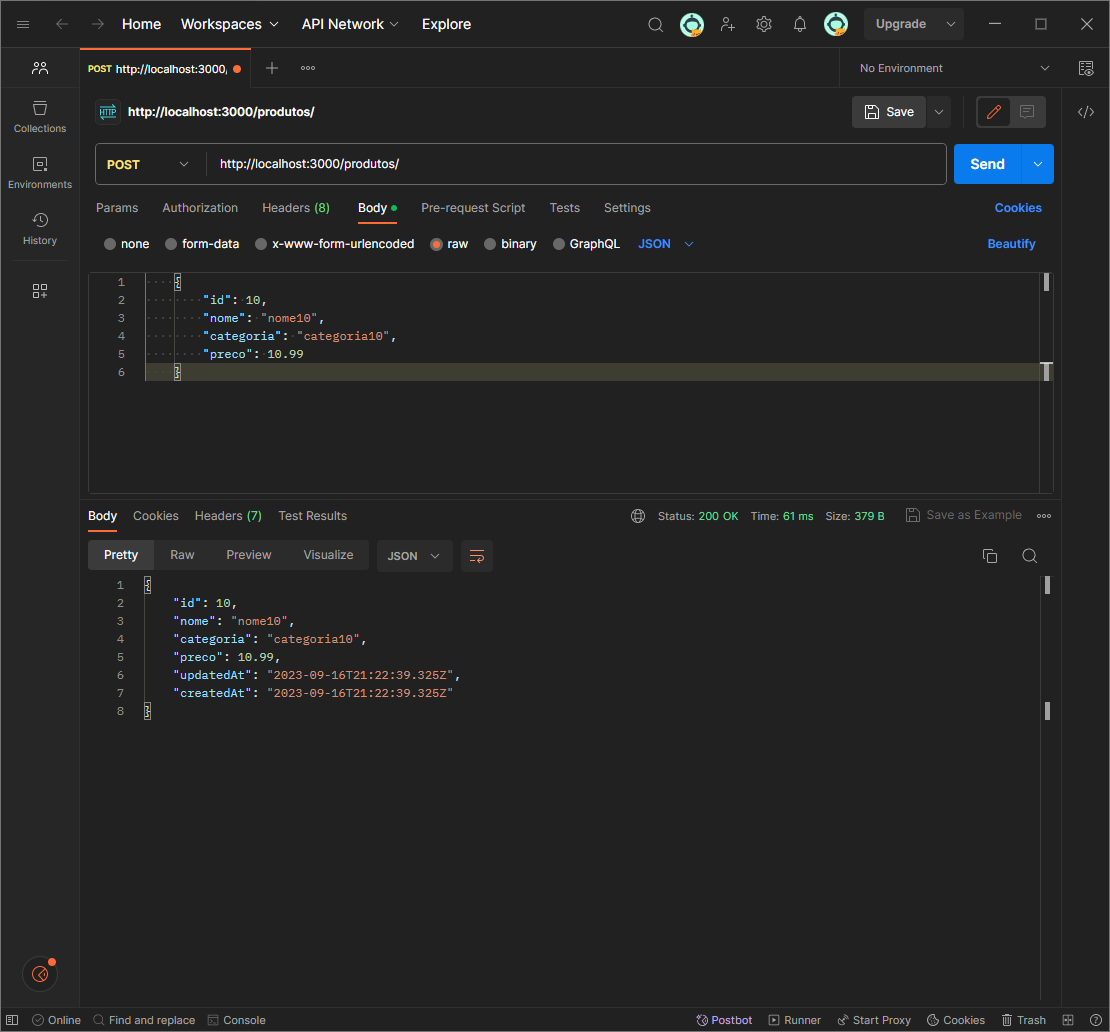 Home Workspaces API Network Explore Upgrade
POST http://localhost:3000, No Environment
HTTP http://localhost:3000/produtos/ Save
Collections
Environments
History
POST http://localhost:3000/produtos/ Send
Params Authorization Headers (8) Body Pre-request Script Tests Settings Cookies
none form-data x-www-form-urlencoded raw binary GraphQL JSON Beautify
1 {
2 "id": 10,
3 "nome": "nome10",
4 "categoria": "categoria10",
5 "preco": 10.99
6 }
Body Cookies Headers (7) Test Results Status: 200 OK Time: 61 ms Size: 379 B Save as Example
Pretty Raw Preview Visualize JSON
1 {
2 "id": 10,
3 "nome": "nome10",
4 "categoria": "categoria10",
5 "preco": 10.99,
6 "updatedAt": "2023-09-16T21:22:39.325Z",
7 "createdAt": "2023-09-16T21:22:39.325Z"
8 }
Online Find and replace Console Postbot Runner Start Proxy Cookies Trash